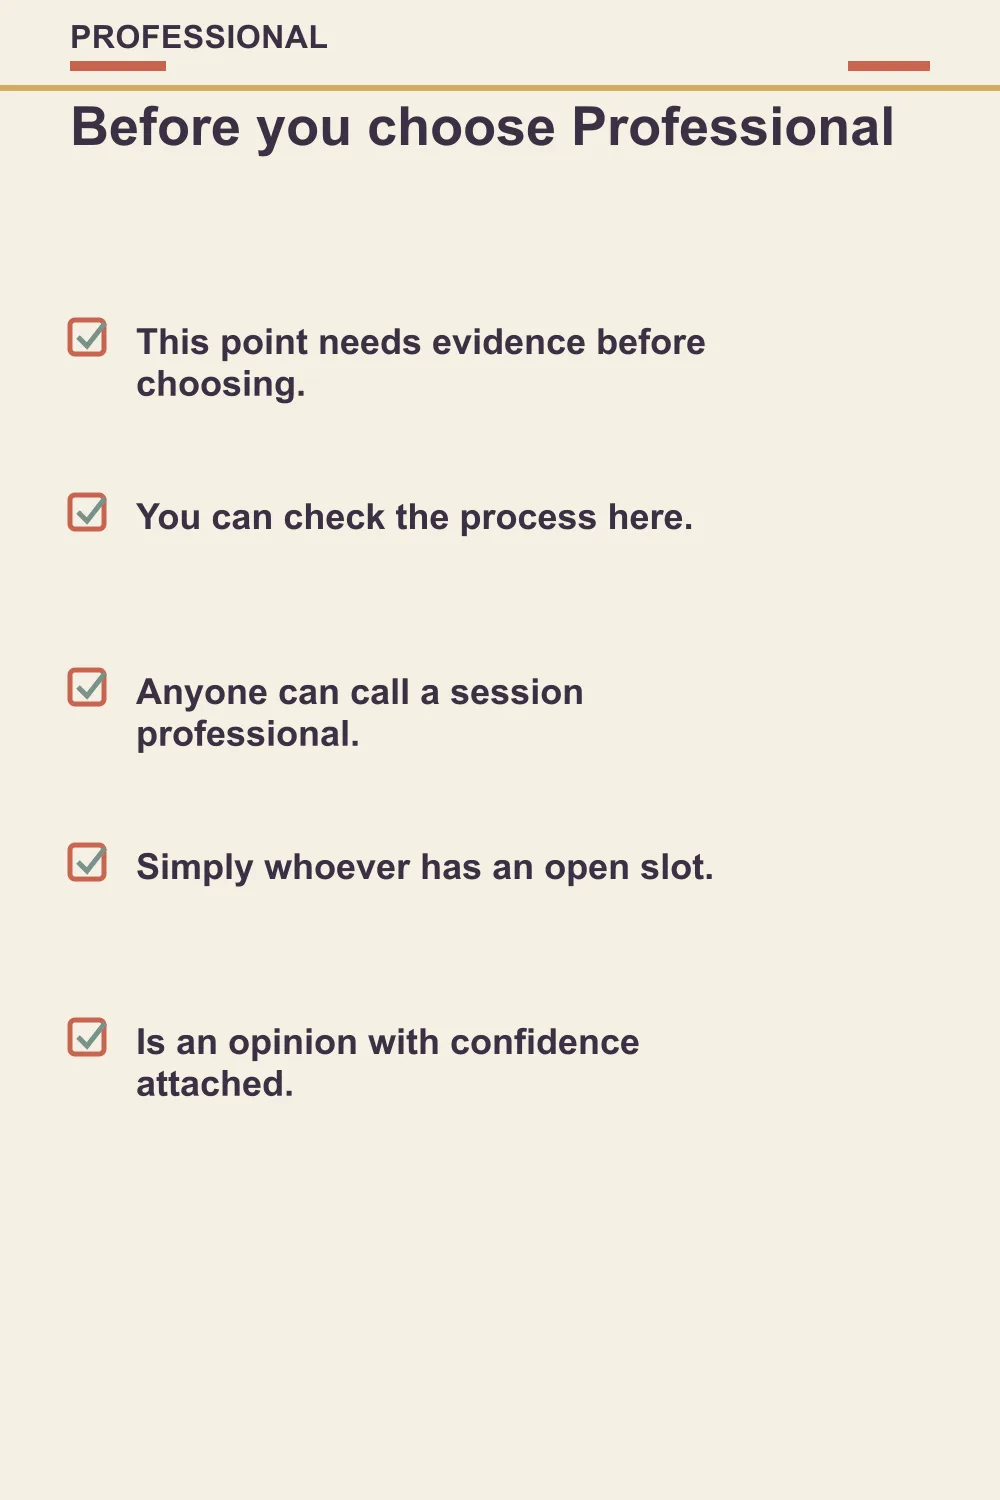 PROFESSIONAL
Before you choose Professional
This point needs evidence before
choosing.
You can check the process here.
Anyone can call a session
professional.
Simply whoever has an open slot.
Is an opinion with confidence
attached.